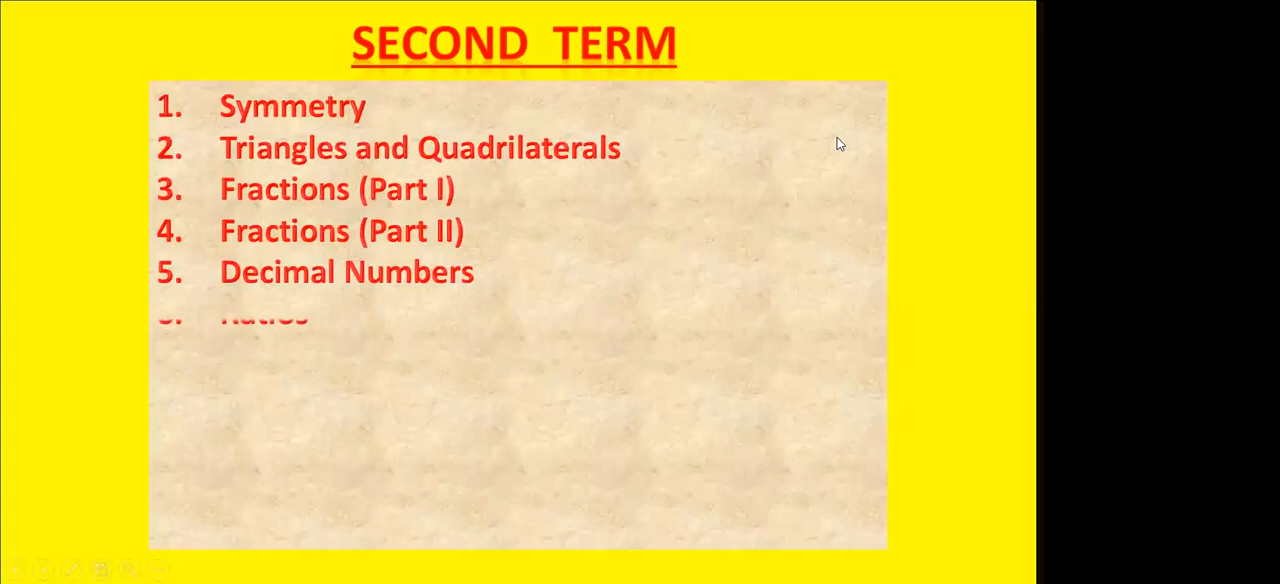 SECOND TERM
1. Symmetry
2. Triangles and Quadrilaterals
3. Fractions (Part I)
4. Fractions (Part II)
5. Decimal Numbers